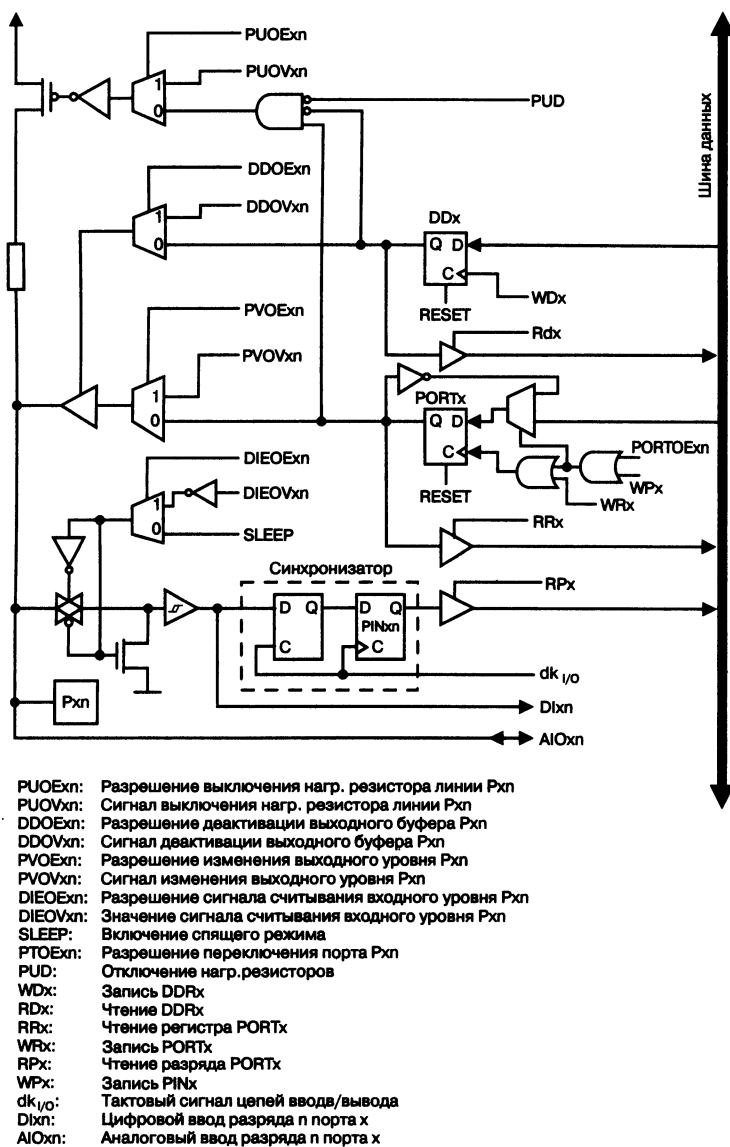 PUOExn
PUOVxn
1
0
PUD
DDOExn
DDOVxn
1
0
DDx
Q D
C
WDx
RESET
Шина данных
PVOExn
Rdx
PVOVxn
1
0
PORTx
Q D
C
PORTOExn
WPx
WRx
RESET
DIEOExn
DIEOVxn
1
0
SLEEP
RRx
Синхронизатор
D Q
C
D Q
PINxn
C
RPx
dk I/O
Pxn
DIxn
AIOxn
PUOExn: Разрешение выключения нагр. резистора линии Pxn
PUOVxn: Сигнал выключения нагр. резистора линии Pxn
DDOExn: Разрешение деактивации выходного буфера Pxn
DDOVxn: Сигнал деактивации выходного буфера Pxn
PVOExn: Разрешение изменения выходного уровня Pxn
PVOVxn: Сигнал изменения выходного уровня Pxn
DIEOExn: Разрешение сигнала считывания входного уровня Pxn
DIEOVxn: Значение сигнала считывания входного уровня Pxn
SLEEP: Включение спящего режима
PTOExn: Разрешение переключения порта Pxn
PUD: Отключение нагр.резисторов
WDx: Запись DDRx
RDx: Чтение DDRx
RRx: Чтение регистра PORTx
WRx: Запись PORTx
RPx: Чтение разряда PORTx
WPx: Запись PINx
dk I/O: Тактовый сигнал цепей вводв/вывода
DIxn: Цифровой ввод разряда n порта x
AIOxn: Аналоговый ввод разряда n порта x